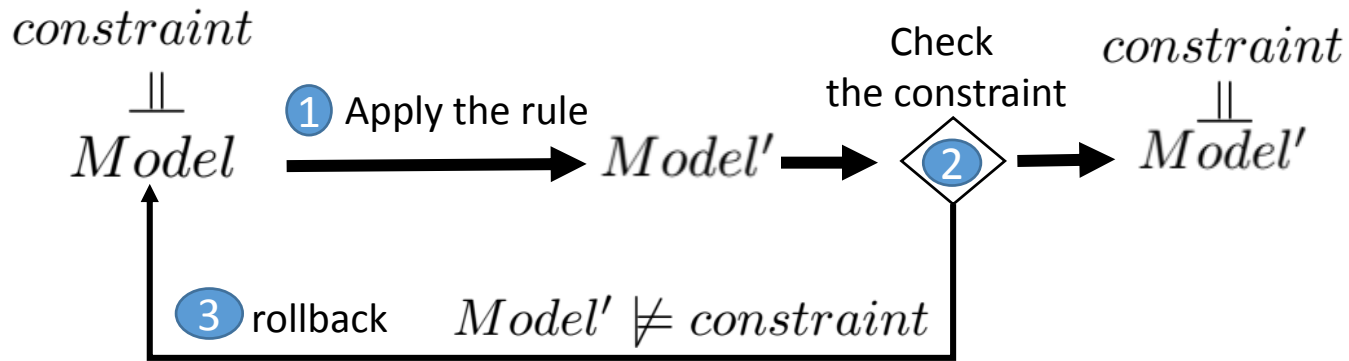 constraint
⊨
Model
1 Apply the rule
Model′
Check
the constraint
2
constraint
⊨
Model′
3 rollback
Model′ ⊭ constraint